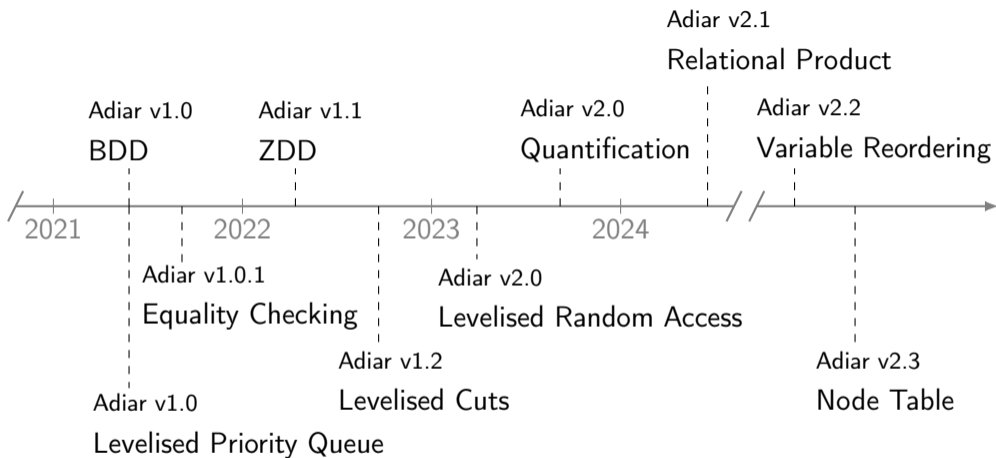 Adiar v2.1
Relational Product
Adiar v1.0
BDD
Adiar v1.1
ZDD
Adiar v2.0
Quantification
Adiar v2.2
Variable Reordering
2021
2022
2023
2024
Adiar v1.0.1
Equality Checking
Adiar v2.0
Levelised Random Access
Adiar v1.2
Levelised Cuts
Adiar v2.3
Node Table
Adiar v1.0
Levelised Priority Queue